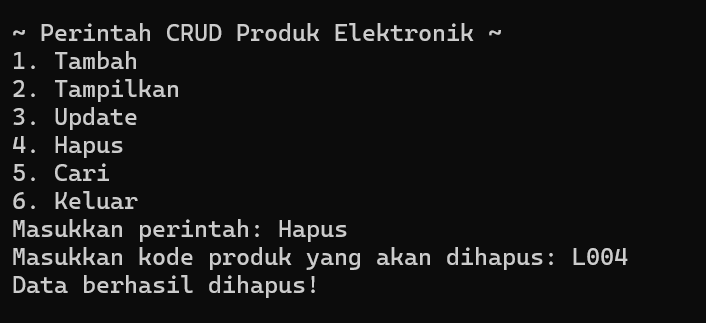 ~ Perintah CRUD Produk Elektronik ~
1. Tambah
2. Tampilkan
3. Update
4. Hapus
5. Cari
6. Keluar
Masukkan perintah: Hapus
Masukkan kode produk yang akan dihapus: L004
Data berhasil dihapus!